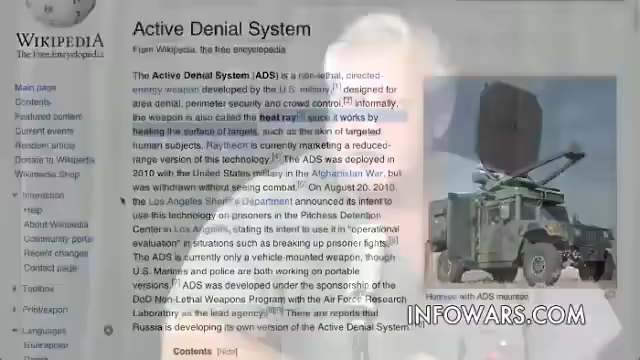 WIKIPEDIA
The Free Encyclopedia
Main page
Contents
Featured content
Current events
Random article
Donate to Wikipedia
Wikipedia Shop
Interaction
Help
About Wikipedia
Community portal
Recent changes
Contact page
Toolbox
Print/export
Languages
Active Denial System
From Wikipedia, the free encyclopedia
The Active Denial System (ADS) is a non-lethal, directed-
energy weapon developed by the U.S. military,[1] designed for
area denial, perimeter security and crowd control.[2] Informally,
the weapon is also called the heat ray[3] since it works by
heating the surface of targets, such as the skin of targeted
human subjects. Raytheon is currently marketing a reduced-
range version of this technology.[4] The ADS was deployed in
2010 with the United States military in the Afghanistan War, but
was withdrawn without seeing combat.[5] On August 20, 2010,
the Los Angeles Sheriff's Department announced its intent to
use this technology on prisoners in the Pitchess Detention
Center in Los Angeles, stating its intent to use it in "operational
evaluation" in situations such as breaking up prisoner fights.[6]
The ADS is currently only a vehicle-mounted weapon, though
U.S. Marines and police are both working on portable
versions.[7] ADS was developed under the sponsorship of the
DoD Non-Lethal Weapons Program with the Air Force Research
Laboratory as the lead agency.[8][9] There are reports that
Russia is developing its own version of the Active Denial System.
Contents [hide]
Humvee with ADS mounted
INFOWARS.COM